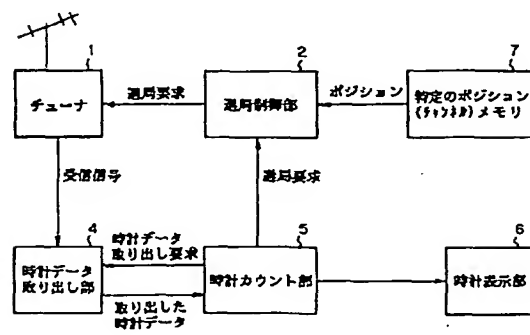 1
チューナ
選局要求
2
選局制御部
ポジション
7
特定のポジション
(チャンネル)メモリ
受信信号
選局要求
4
時計データ
取り出し部
時計データ
取り出し要求
取り出した
時計データ
5
時計カウント部
6
時計表示部